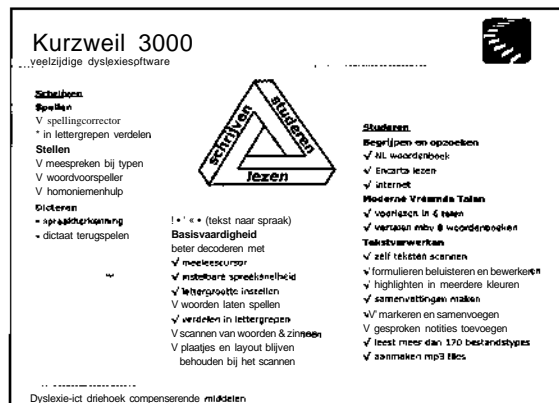 Kurzweil 3000
veelzijdige dyslexiesoftware
Schrijven
Spellen
V spellingcorrector
* in lettergrepen verdelen
Stellen
V meespreken bij typen
V woordvoorspeller
V homoniemenhulp
Dicteren
- spraakherkenning
- dictaat terugspelen
schrijven
studeren
lezen
! • ' « • (tekst naar spraak)
Basisvaardigheid
beter decoderen met
√ meeleescursor
√ instelbare spreeksnelheid
√ lettergrootte instellen
V woorden laten spellen
√ verdelen in lettergrepen
V scannen van woorden & zinnen
V plaatjes en layout blijven
behouden bij het scannen
Studeren
Begrijpen en opzoeken
√ NL woordenboek
√ Encarta lezen
√ internet
Moderne Vreemde Talen
√ voorlezen in 6 talen
√ vertalen mbv 8 woordenboeken
Tekstverwerken
√ zelf teksten scannen
√ formulieren beluisteren en bewerken
√ highlighten in meerdere kleuren
√ samenvattingen maken
√ markeren en samenvoegen
V gesproken notities toevoegen
√ leest meer dan 170 bestandstypes
√ aanmaken mp3 files
Dyslexie-ict driehoek compenserende middelen